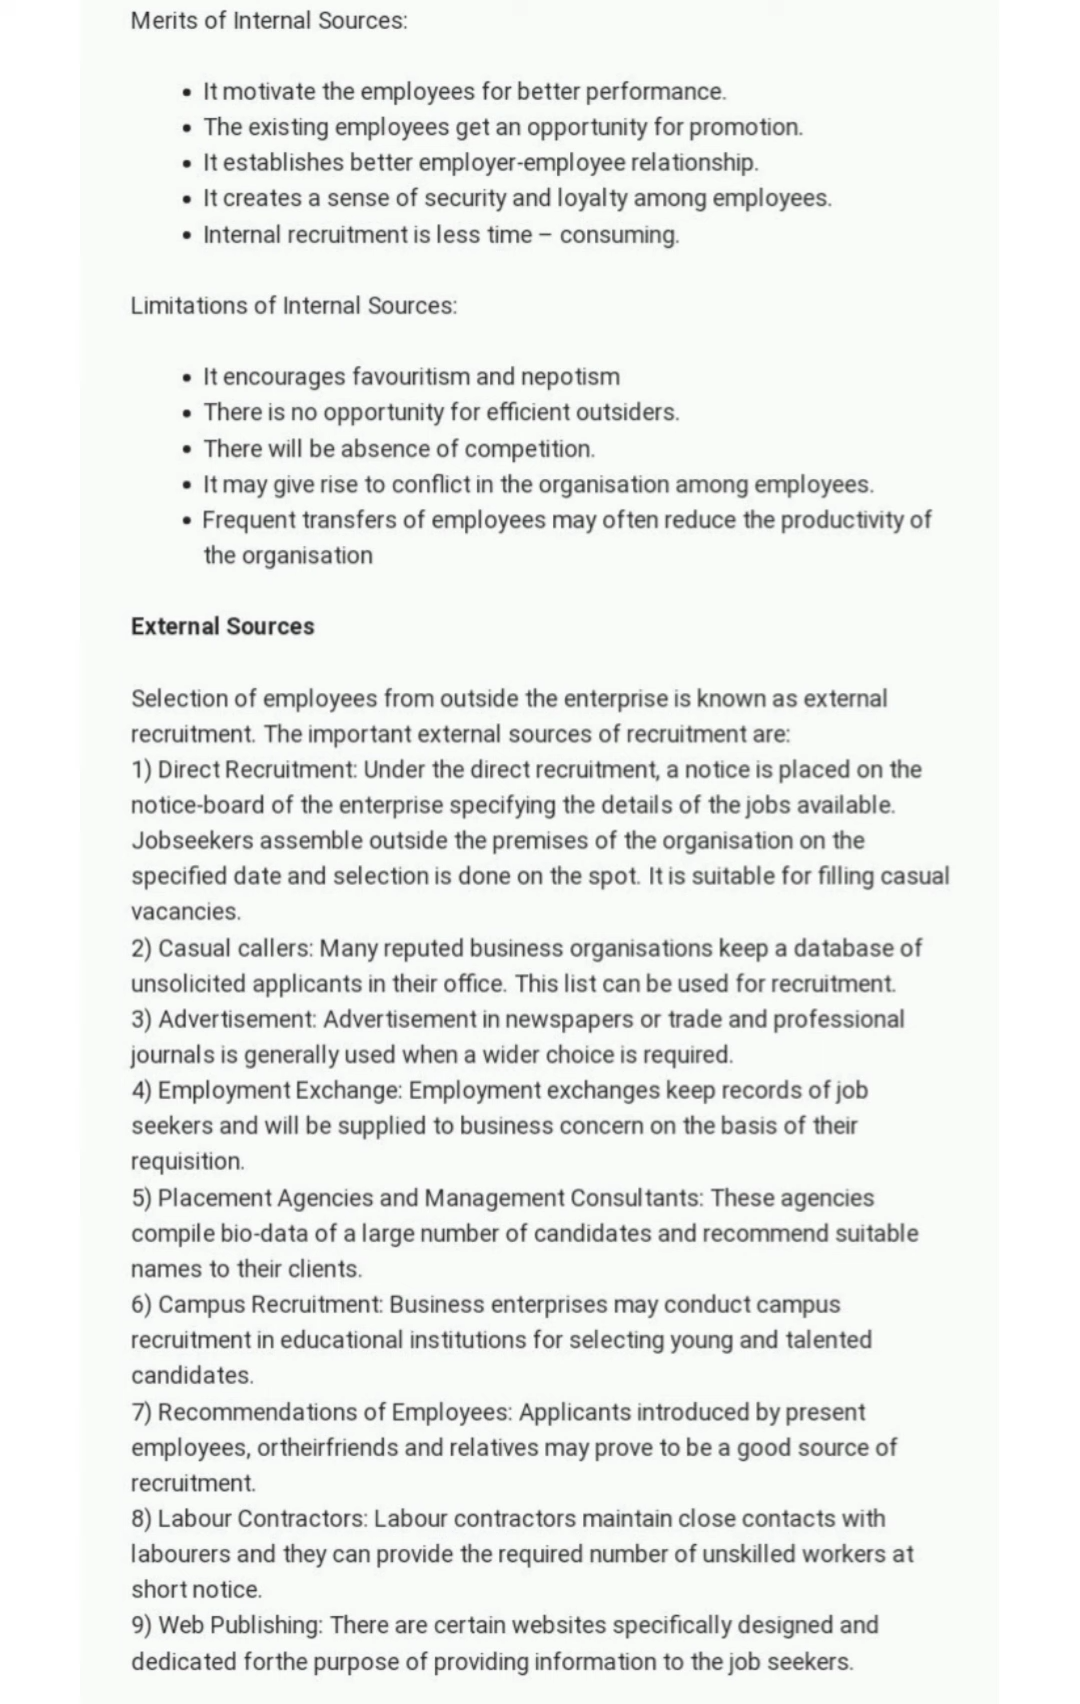 Merits of Internal Sources:
• It motivate the employees for better performance.
• The existing employees get an opportunity for promotion.
• It establishes better employer-employee relationship.
• It creates a sense of security and loyalty among employees.
• Internal recruitment is less time – consuming.
Limitations of Internal Sources:
• It encourages favouritism and nepotism
• There is no opportunity for efficient outsiders.
• There will be absence of competition.
• It may give rise to conflict in the organisation among employees.
• Frequent transfers of employees may often reduce the productivity of
the organisation
External Sources
Selection of employees from outside the enterprise is known as external
recruitment. The important external sources of recruitment are:
1) Direct Recruitment: Under the direct recruitment, a notice is placed on the
notice-board of the enterprise specifying the details of the jobs available.
Jobseekers assemble outside the premises of the organisation on the
specified date and selection is done on the spot. It is suitable for filling casual
vacancies.
2) Casual callers: Many reputed business organisations keep a database of
unsolicited applicants in their office. This list can be used for recruitment.
3) Advertisement: Advertisement in newspapers or trade and professional
journals is generally used when a wider choice is required.
4) Employment Exchange: Employment exchanges keep records of job
seekers and will be supplied to business concern on the basis of their
requisition.
5) Placement Agencies and Management Consultants: These agencies
compile bio-data of a large number of candidates and recommend suitable
names to their clients.
6) Campus Recruitment: Business enterprises may conduct campus
recruitment in educational institutions for selecting young and talented
candidates.
7) Recommendations of Employees: Applicants introduced by present
employees, ortheirfriends and relatives may prove to be a good source of
recruitment.
8) Labour Contractors: Labour contractors maintain close contacts with
labourers and they can provide the required number of unskilled workers at
short notice.
9) Web Publishing: There are certain websites specifically designed and
dedicated forthe purpose of providing information to the job seekers.